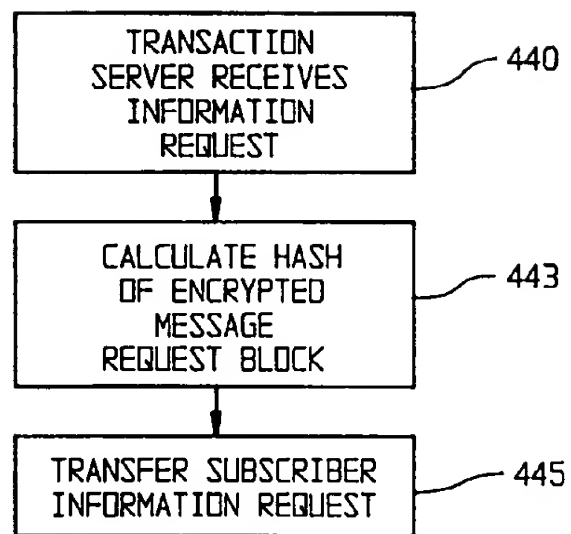 TRANSACTION
SERVER RECEIVES
INFORMATION
REQUEST
440
CALCULATE HASH
OF ENCRYPTED
MESSAGE
REQUEST BLOCK
443
TRANSFER SUBSCRIBER
INFORMATION REQUEST
445